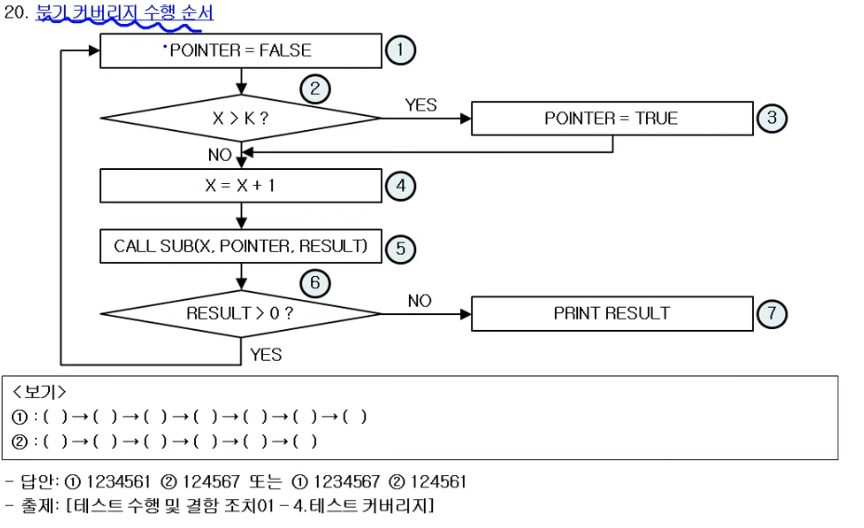 20. 분기 커버리지 수행 순서
POINTER = FALSE
1
2
X > K ?
YES
POINTER = TRUE
3
NO
X = X + 1
4
CALL SUB(X, POINTER, RESULT)
5
6
RESULT > 0 ?
NO
PRINT RESULT
7
YES
<보기>
① : ( ) → ( ) → ( ) → ( ) → ( ) → ( ) → ( )
② : ( ) → ( ) → ( ) → ( ) → ( ) → ( )
- 답안: ① 1234561 ② 124567 또는 ① 1234567 ② 124561
- 출제: [테스트 수행 및 결함 조치01 - 4.테스트 커버리지]